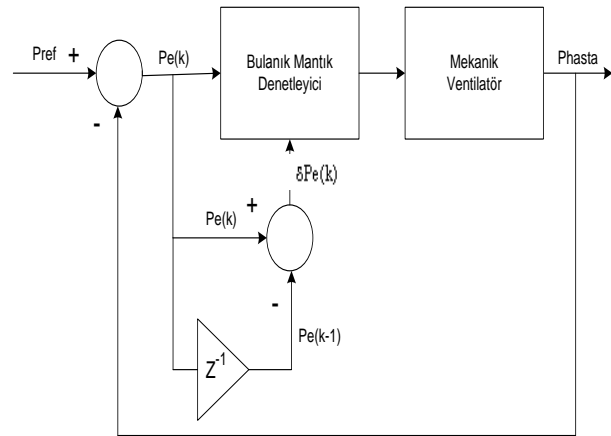 Pref
+
Pe(k)
Bulanık Mantık
Denetleyici
Mekanik
Ventilatör
Phasta
-
δPe(k)
+
Pe(k)
-
Pe(k-1)
Z-1